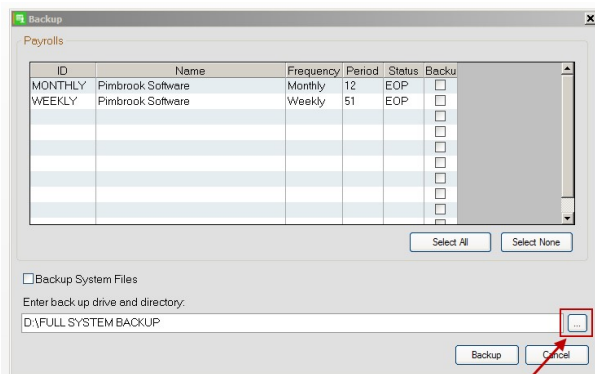 Backup
Payrolls
ID Name Frequency Period Status Backu
MONTHLY Pimbrook Software Monthly 12 EOP
WEEKLY Pimbrook Software Weekly 51 EOP
Select All Select None
Backup System Files
Enter back up drive and directory:
D:\FULL SYSTEM BACKUP ...
Backup Cancel